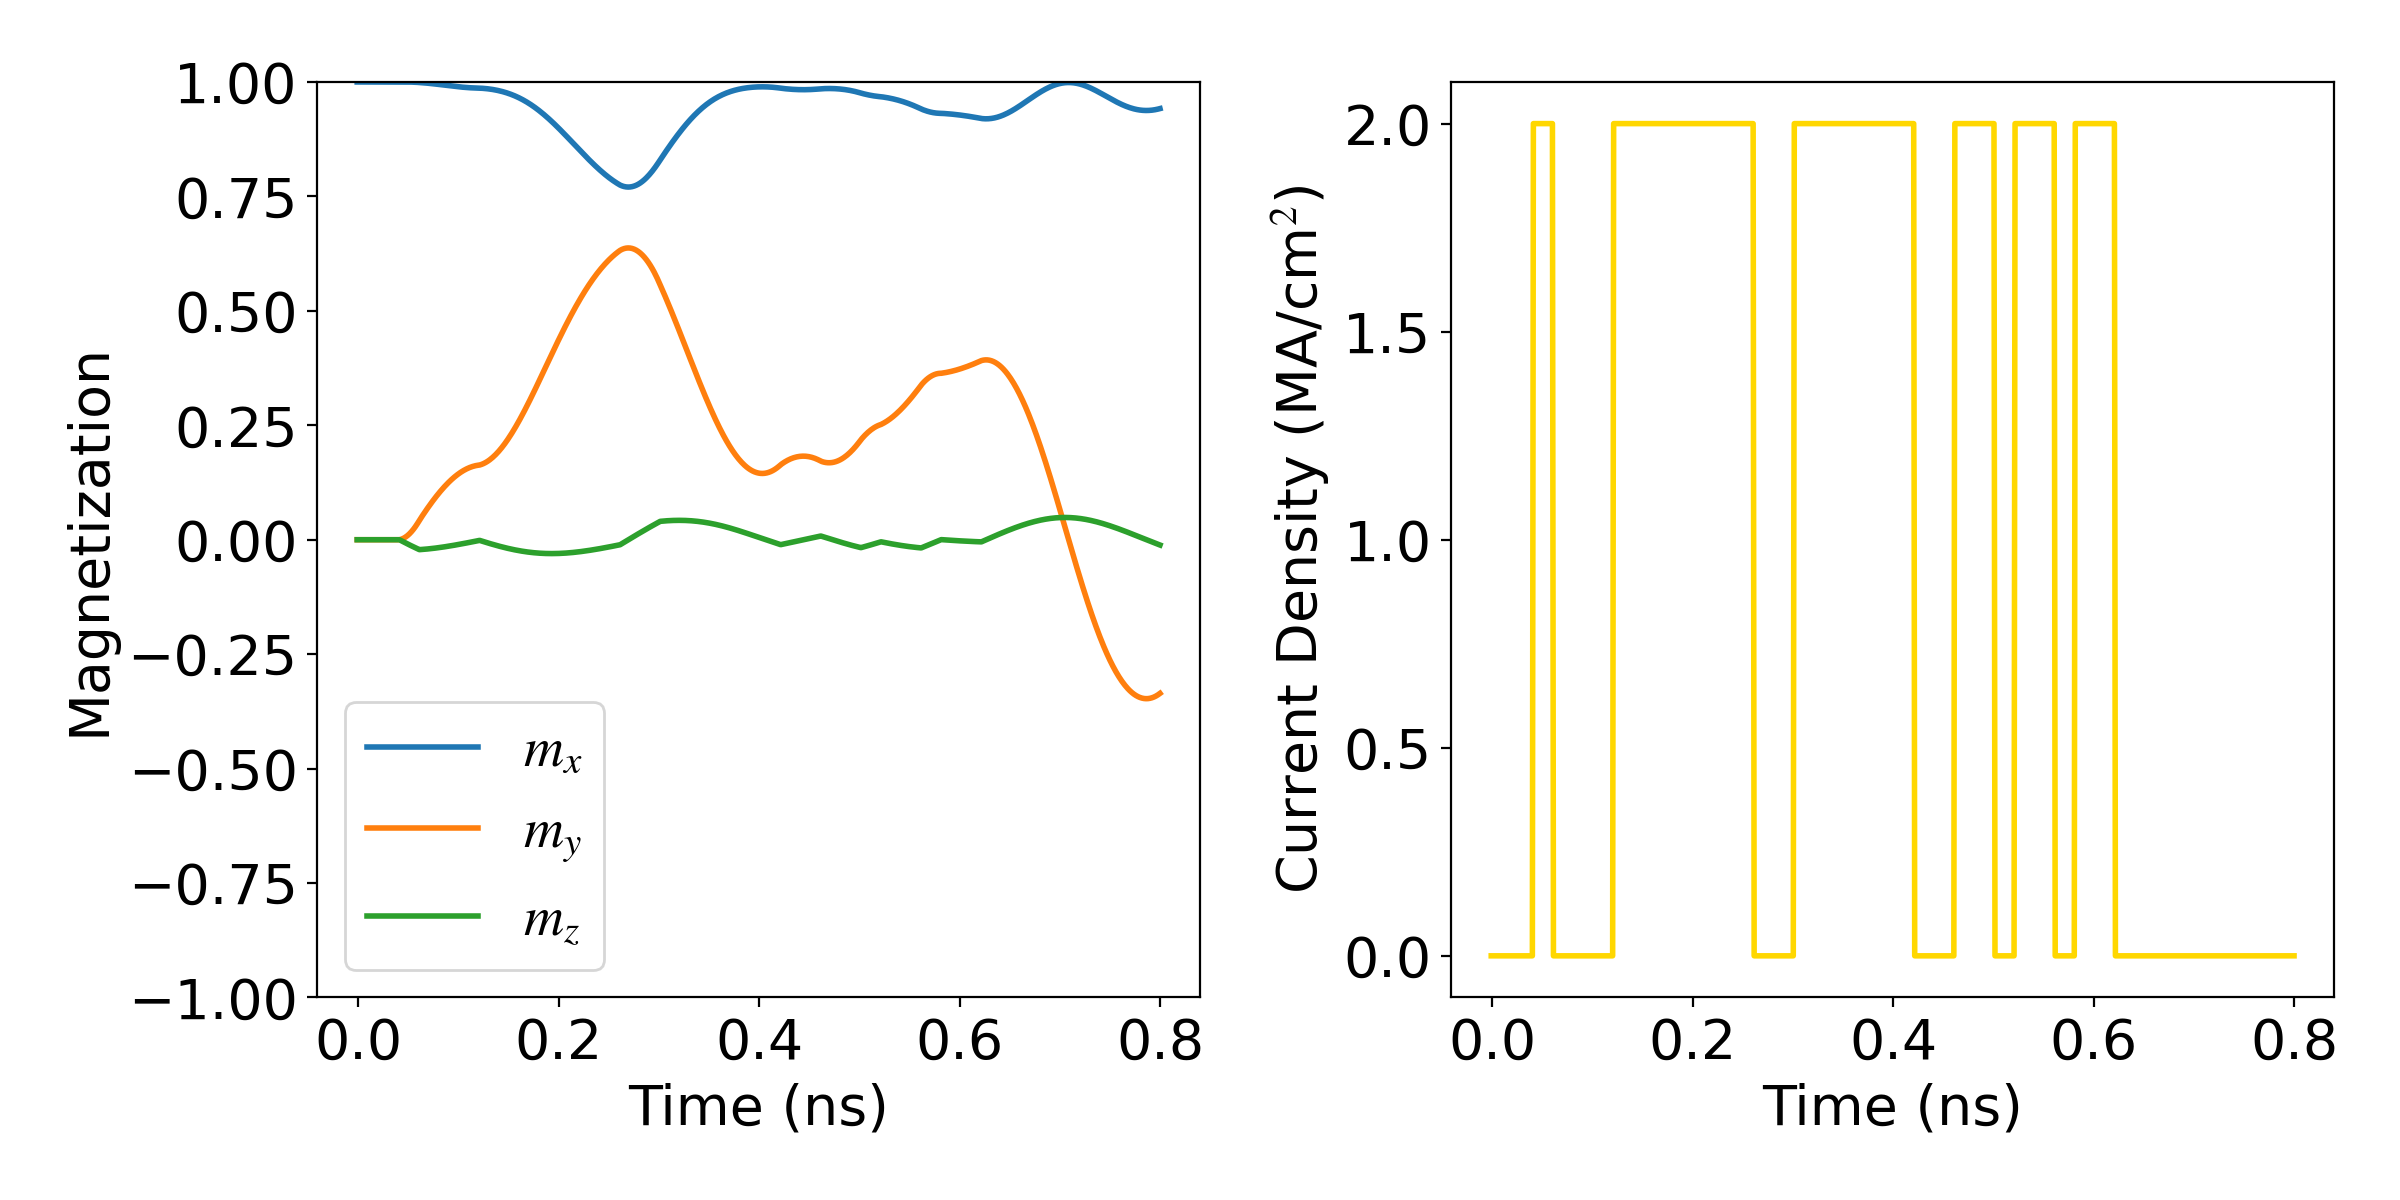 Magnetization
1.00
0.75
0.50
0.25
0.00
−0.25
−0.50
−0.75
−1.00
0.0 0.2 0.4 0.6 0.8
Time (ns)
m_x
m_y
m_z
Current Density (MA/cm²)
2.0
1.5
1.0
0.5
0.0
0.0 0.2 0.4 0.6 0.8
Time (ns)